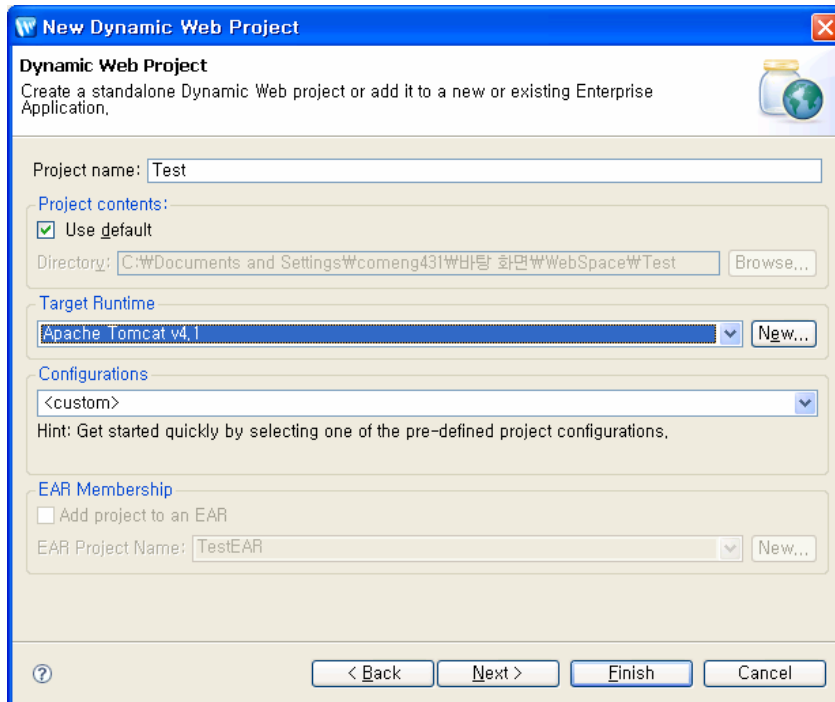 New Dynamic Web Project
Dynamic Web Project
Create a standalone Dynamic Web project or add it to a new or existing Enterprise
Application.
Project name: Test
Project contents:
Use default
Directory: C:₩Documents and Settings₩comeng431₩바탕 화면₩WebSpace₩Test Browse...
Target Runtime
Apache Tomcat v4.1 New...
Configurations
<custom>
Hint: Get started quickly by selecting one of the pre-defined project configurations.
EAR Membership
Add project to an EAR
EAR Project Name: TestEAR New...
? < Back Next > Finish Cancel